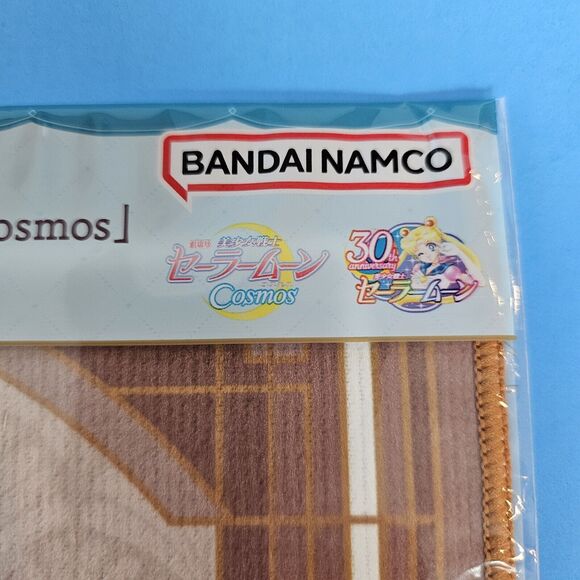 BANDAI NAMCO
osmos」
劇場版 美少女戦士
セーラームーン
Cosmos
30th
anniversary
美少女戦士
セーラームーン